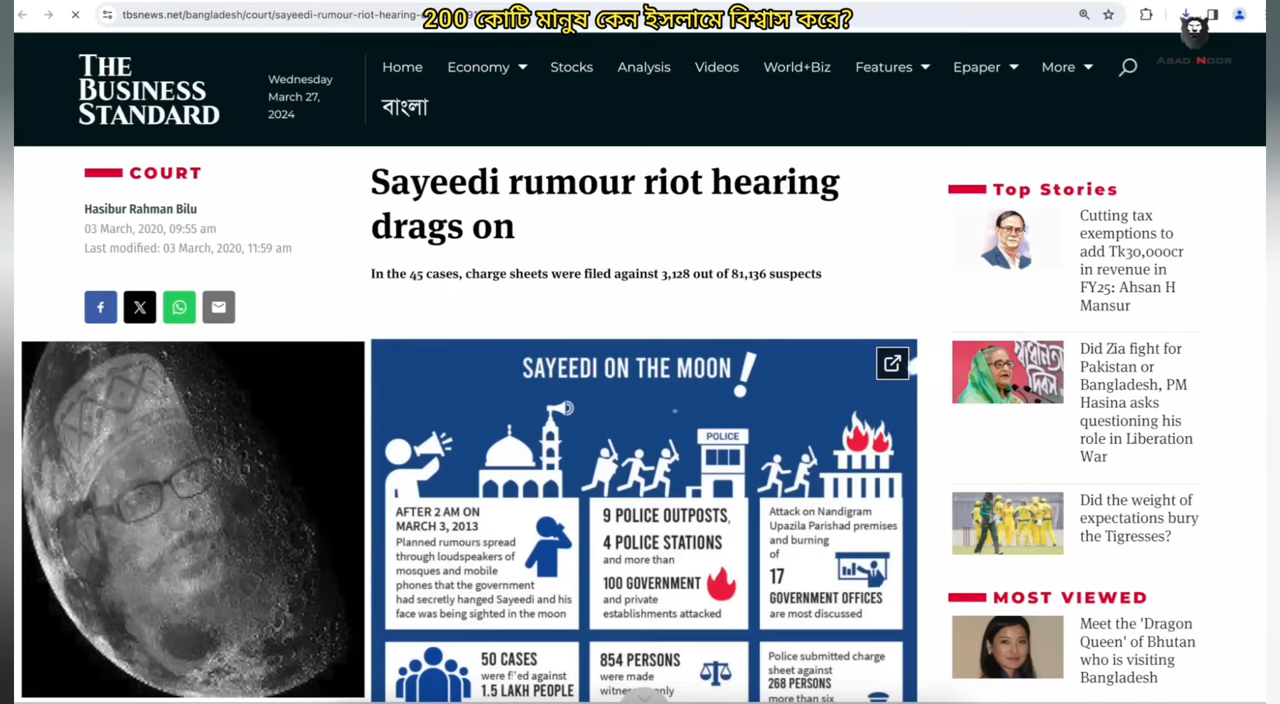 tbsnews.net/bangladesh/court/sayeedi-rumour-riot-hearing-
200 কোটি মানুষ কেন ইসলামে বিশ্বাস করে?
ASAD NOOR
THE
BUSINESS
STANDARD
Wednesday
March 27,
2024
Home Economy Stocks Analysis Videos World+Biz Features Epaper More
বাংলা
COURT
Hasibur Rahman Bilu
03 March, 2020, 09:55 am
Last modified: 03 March, 2020, 11:59 am
Sayeedi rumour riot hearing
drags on
In the 45 cases, charge sheets were filed against 3,128 out of 81,136 suspects
SAYEEDI ON THE MOON!
POLICE
AFTER 2 AM ON
MARCH 3, 2013
Planned rumours spread
through loudspeakers of
mosques and mobile
phones that the government
had secretly hanged Sayeedi and his
face was being sighted in the moon
9 POLICE OUTPOSTS,
4 POLICE STATIONS
and more than
100 GOVERNMENT
and private
establishments attacked
Attack on Nandigram
Upazila Parishad premises
and burning
of
17
GOVERNMENT OFFICES
are most discussed
50 CASES
were filed against
1.5 LAKH PEOPLE
854 PERSONS
were made
only
Police submitted charge
sheet against
268 PERSONS
more than six
Top Stories
Cutting tax
exemptions to
add Tk30,000cr
in revenue in
FY25: Ahsan H
Mansur
Did Zia fight for
Pakistan or
Bangladesh, PM
Hasina asks
questioning his
role in Liberation
War
Did the weight of
expectations bury
the Tigresses?
MOST VIEWED
Meet the 'Dragon
Queen' of Bhutan
who is visiting
Bangladesh